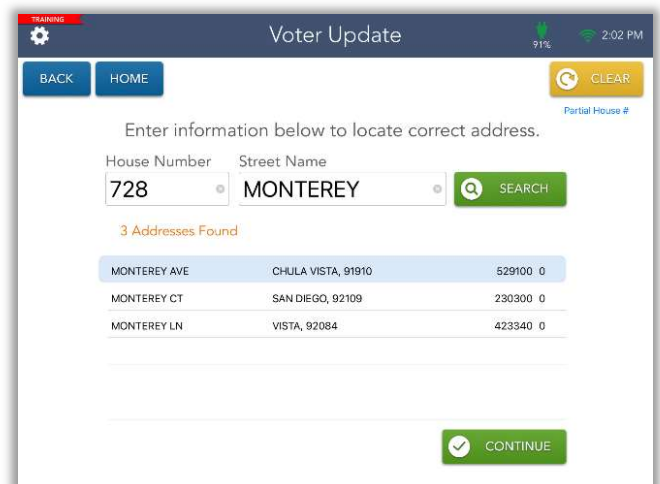 TRAINING
Voter Update
91%
2:02 PM
BACK HOME CLEAR
Partial House #
Enter information below to locate correct address.
House Number Street Name
728 MONTEREY SEARCH
3 Addresses Found
MONTEREY AVE CHULA VISTA, 91910 529100 0
MONTEREY CT SAN DIEGO, 92109 230300 0
MONTEREY LN VISTA, 92084 423340 0
CONTINUE